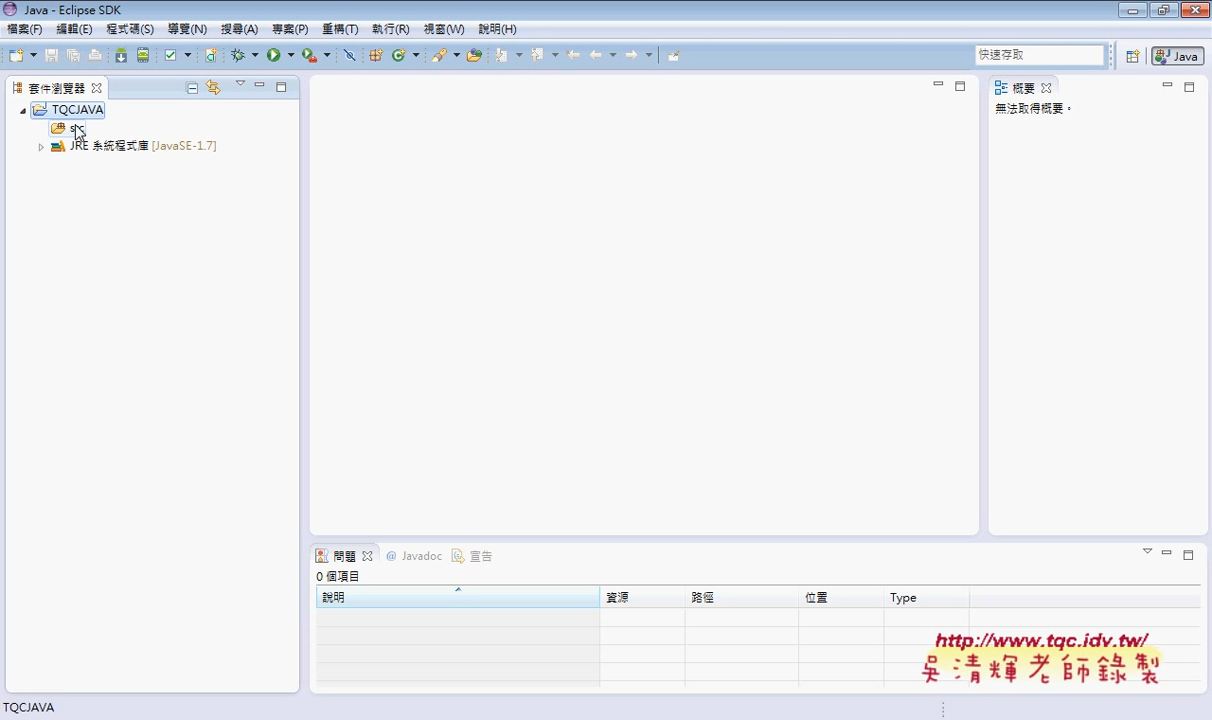 Java - Eclipse SDK
檔案(F) 編輯(E) 程式碼(S) 導覽(N) 搜尋(A) 專案(P) 重構(T) 執行(R) 視窗(W) 說明(H)
快速存取
Java
套件瀏覽器
TQCJAVA
JRE 系統程式庫 [JavaSE-1.7]
概要
無法取得概要。
問題 @ Javadoc 宣告
0 個項目
說明 資源 路徑 位置 Type
http://www.tqc.idv.tw/
吳清輝老師錄製
TQCJAVA